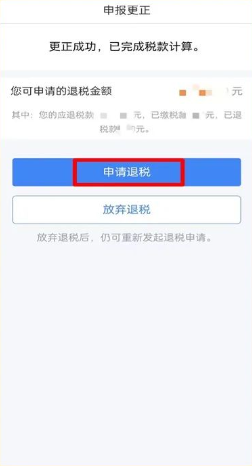 申报更正
更正成功，已完成税款计算。
您可申请的退税金额 元
其中：您的应退税款 元，已缴税款 元，已退
税款 元。
申请退税
放弃退税
放弃退税后，仍可重新发起退税申请。